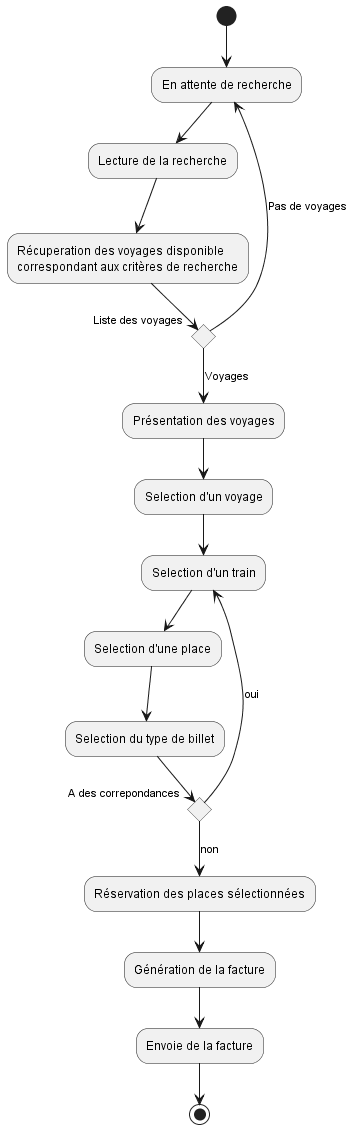 En attente de recherche
Lecture de la recherche
Pas de voyages
Récuperation des voyages disponible
correspondant aux critères de recherche
Liste des voyages
Voyages
Présentation des voyages
Selection d'un voyage
Selection d'un train
Selection d'une place
oui
Selection du type de billet
A des correpondances
non
Réservation des places sélectionnées
Génération de la facture
Envoie de la facture